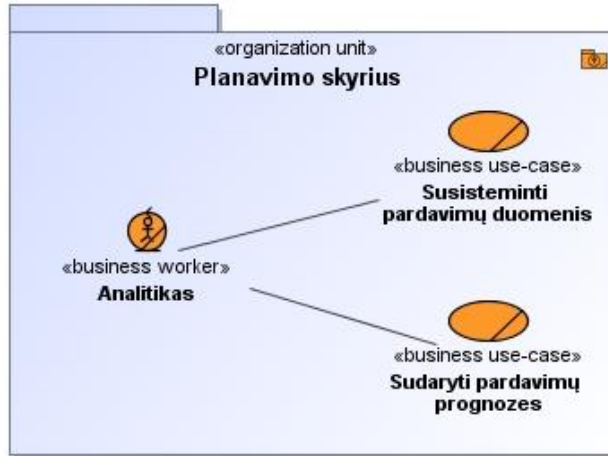 «organization unit»
Planavimo skyrius
«business use-case»
Susisteminti
pardavimų duomenis
«business worker»
Analitikas
«business use-case»
Sudaryti pardavimų
prognozes